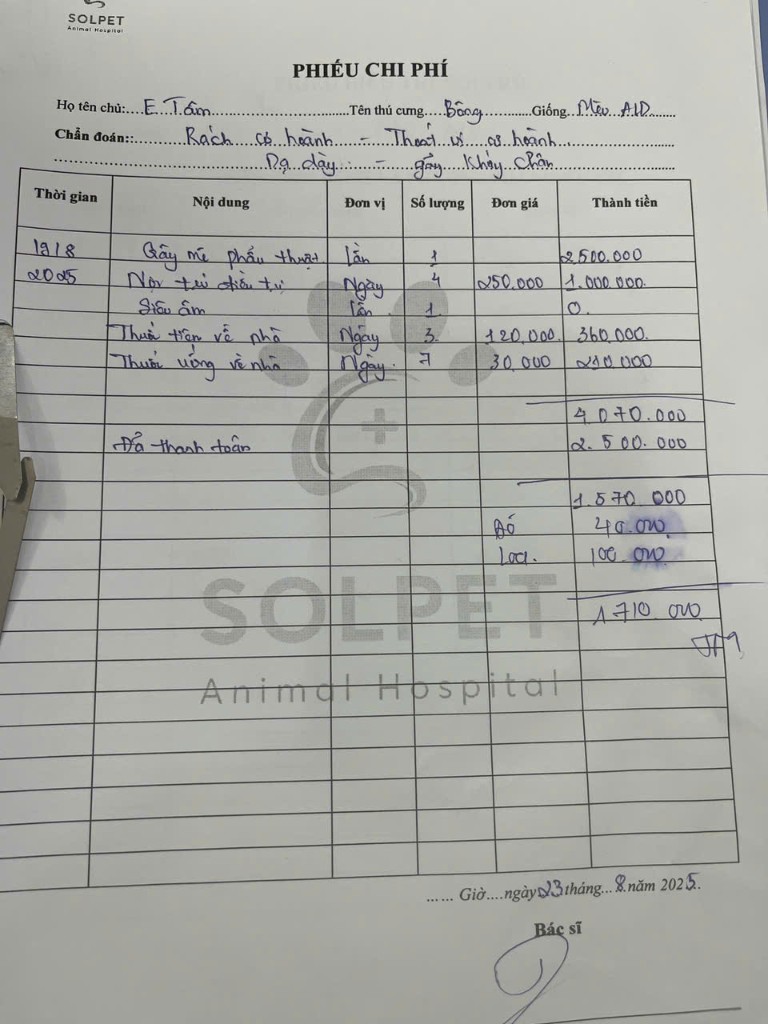 SOLPET
Animal Hospital
PHIẾU CHI PHÍ
Họ tên chủ:....E.Tâm............Tên thú cưng....Bông............Giống...Mèo ALD........
Chẩn đoán::........Rách cơ hoành – Thoát vị cơ hoành................
Dạ dày – gãy khớp chân
Thời gian Nội dung Đơn vị Số lượng Đơn giá Thành tiền
19/8 Gây mê phẫu thuật lần 1 2.500.000
2025 Nội trú điều trị Ngày 4 250.000 1.000.000
Siêu âm lần 1 0.
Thuốc tiêm về nhà Ngày 3 120.000 360.000
Thuốc uống về nhà Ngày 7 30.000 210.000
4.070.000
Đã thanh toán 2.500.000
1.570.000
40.000
100.000
1.710.000
SOLPET
Animal Hospital
...... Giờ....ngày 23 tháng...8.năm 2025.
Bác sĩ